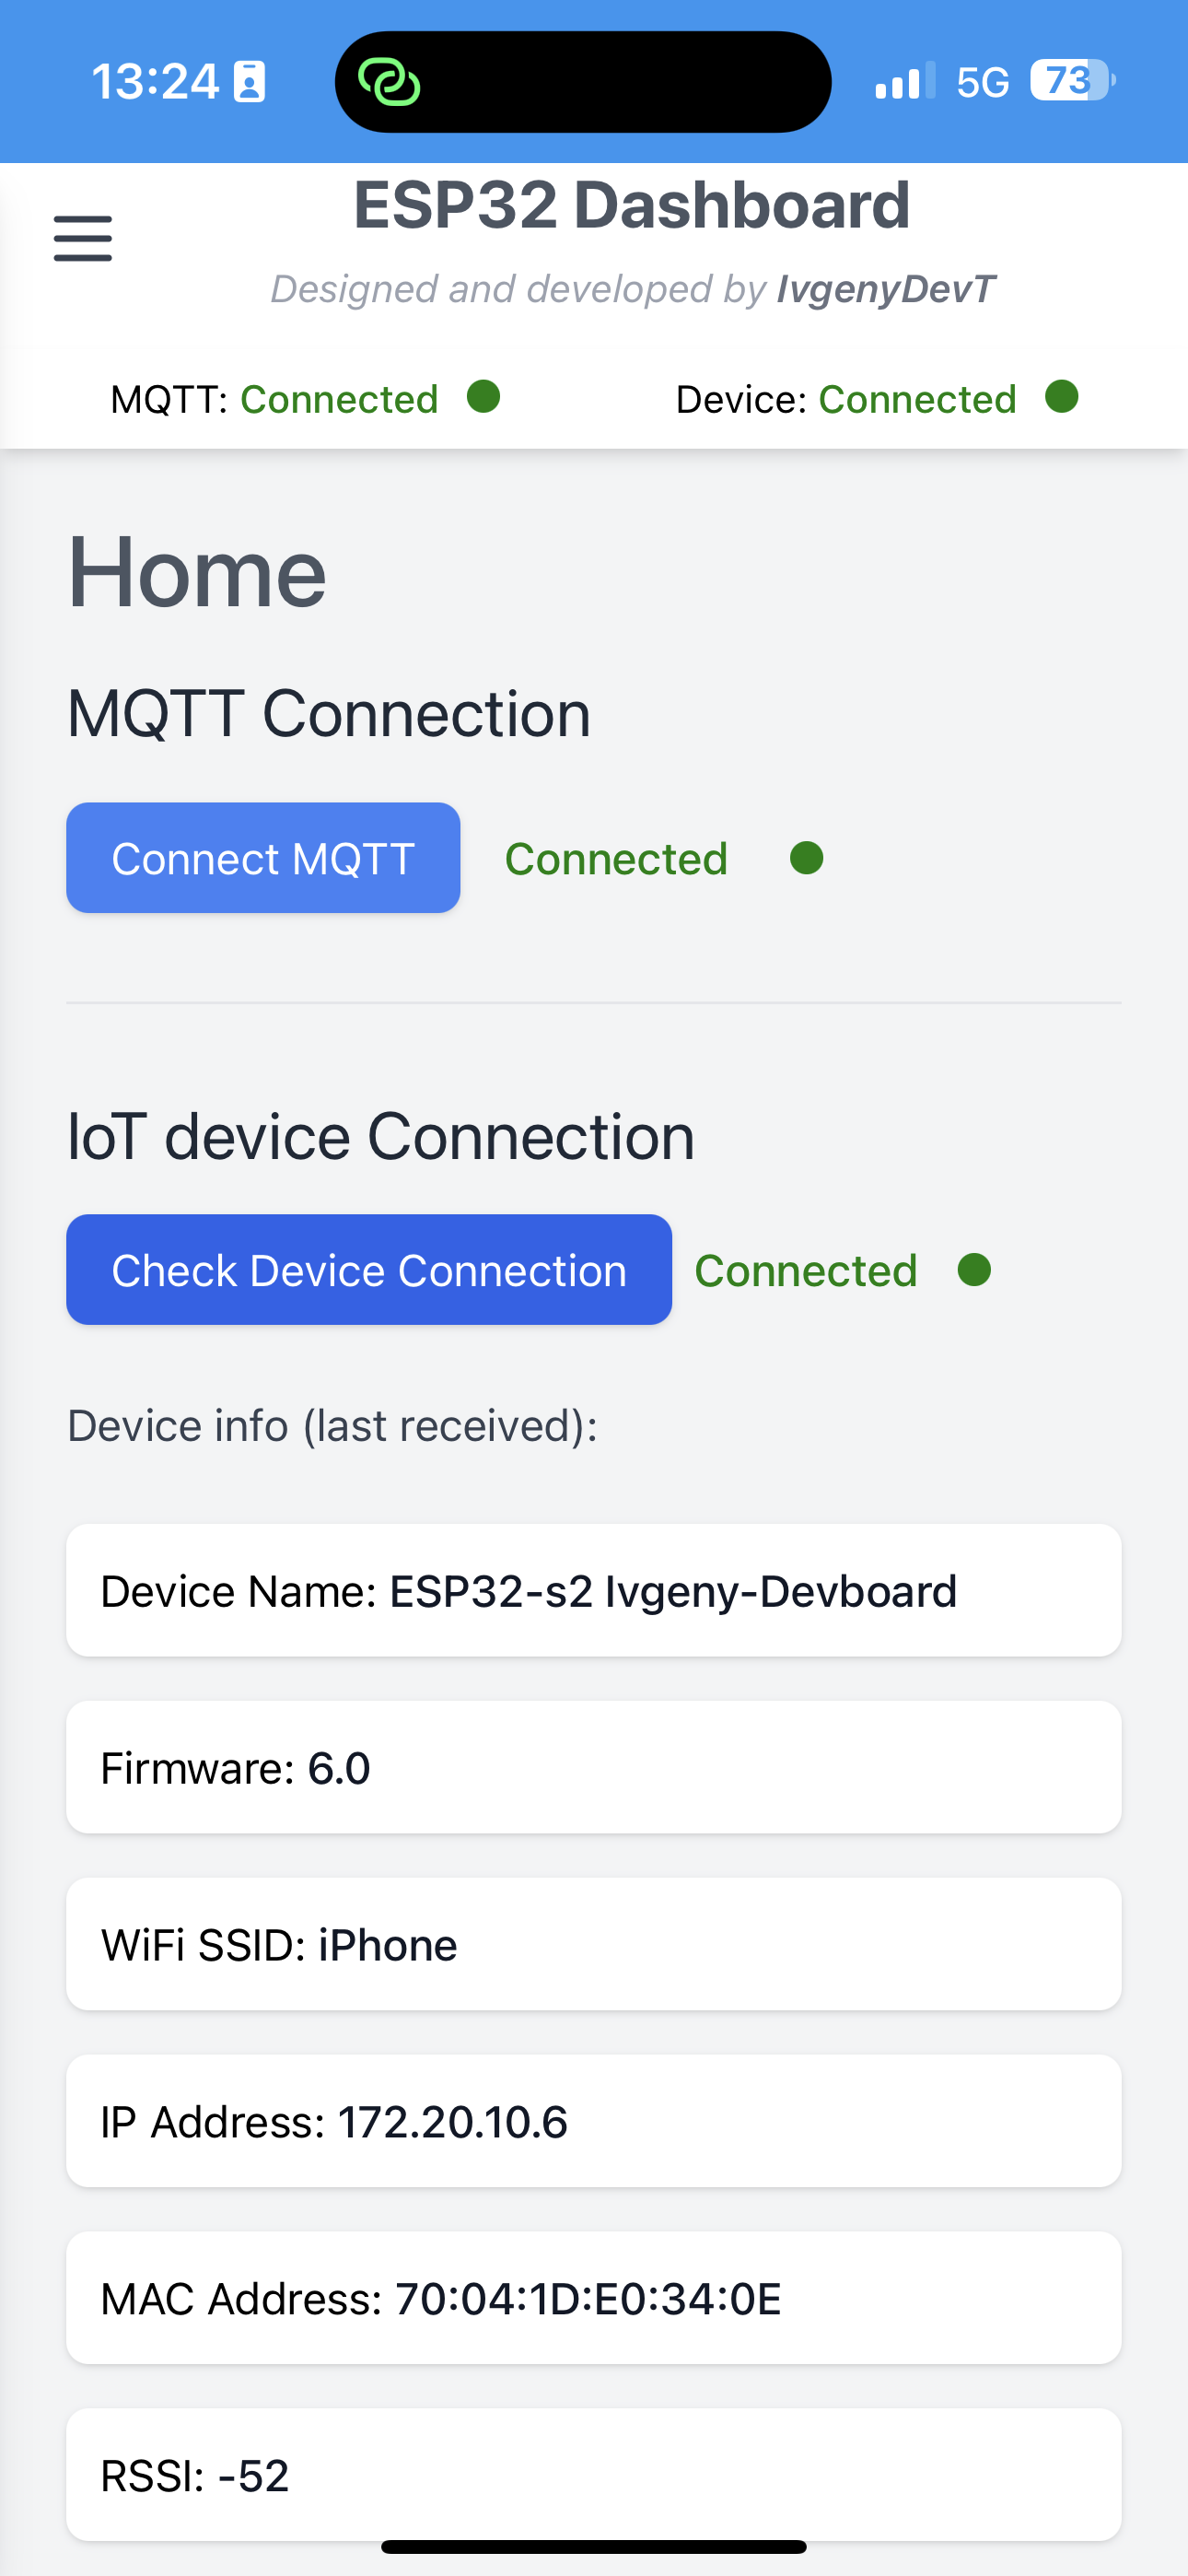 13:24 5G 73
ESP32 Dashboard
Designed and developed by IvgenyDevT
MQTT: Connected Device: Connected
Home
MQTT Connection
Connect MQTT Connected
IoT device Connection
Check Device Connection Connected
Device info (last received):
Device Name: ESP32-s2 Ivgeny-Devboard
Firmware: 6.0
WiFi SSID: iPhone
IP Address: 172.20.10.6
MAC Address: 70:04:1D:E0:34:0E
RSSI: -52